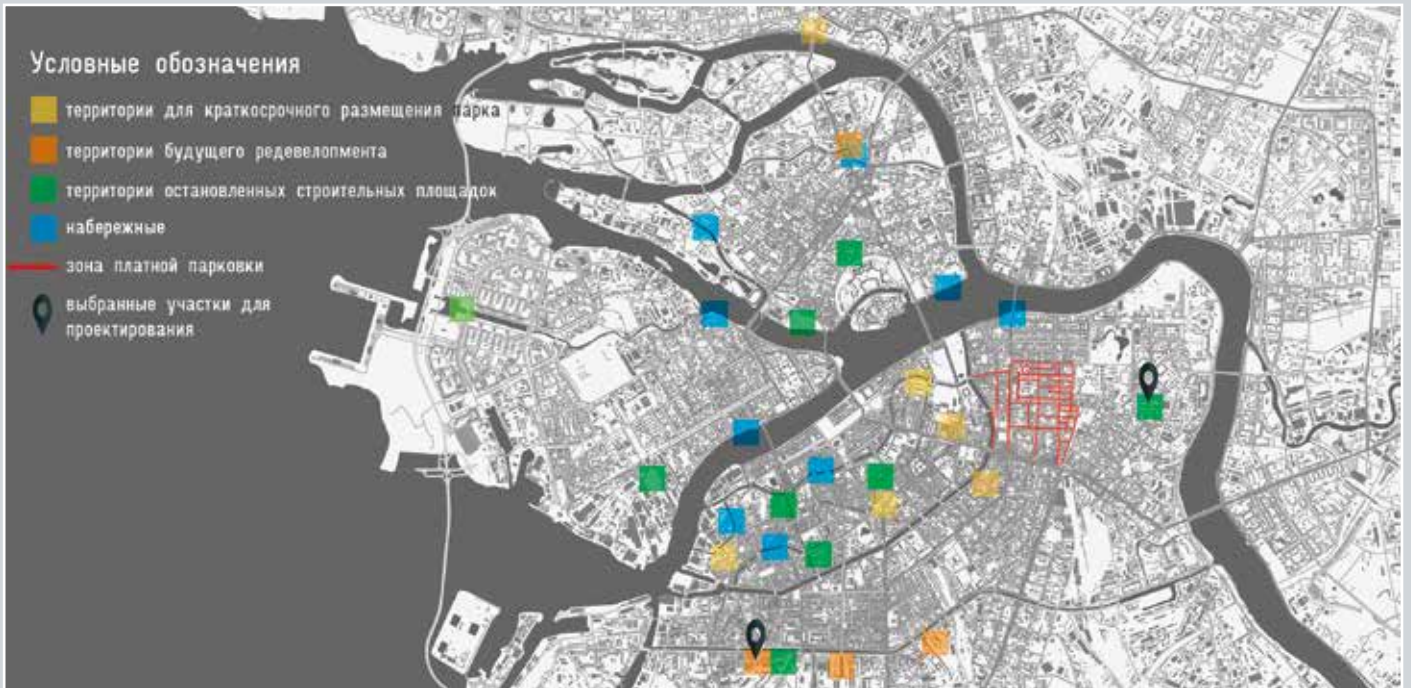 Условные обозначения
территории для краткосрочного размещения парка
территории будущего редевелопмента
территории остановленных строительных площадок
набережные
зона платной парковки
выбранные участки для
проектирования